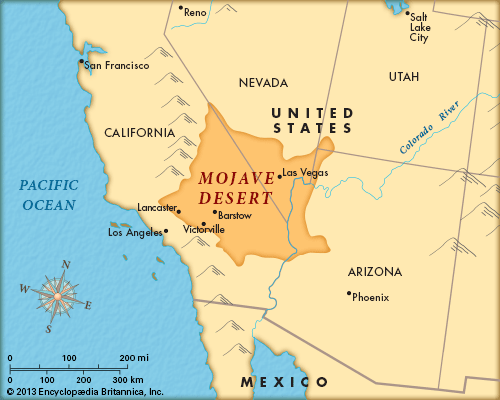 Reno
Salt
Lake
City
San Francisco
NEVADA
UTAH
UNITED
STATES
CALIFORNIA
Colorado River
MOJAVE
DESERT
Las Vegas
PACIFIC
OCEAN
Lancaster
Barstow
Victorville
Los Angeles
ARIZONA
Phoenix
N
W
E
S
0 100 200 mi
0 100 200 300 km
MEXICO
© 2013 Encyclopædia Britannica, Inc.